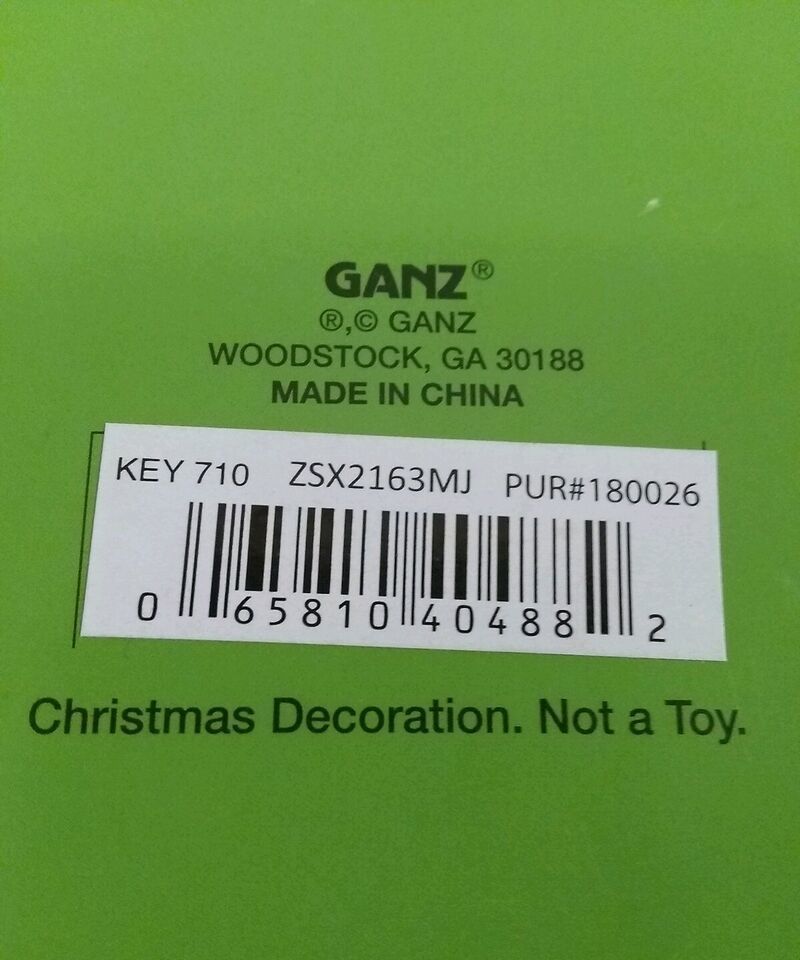 GANZ®
®,© GANZ
WOODSTOCK, GA 30188
MADE IN CHINA
KEY 710 ZSX2163MJ PUR#180026
0 65810 40488 2
Christmas Decoration. Not a Toy.